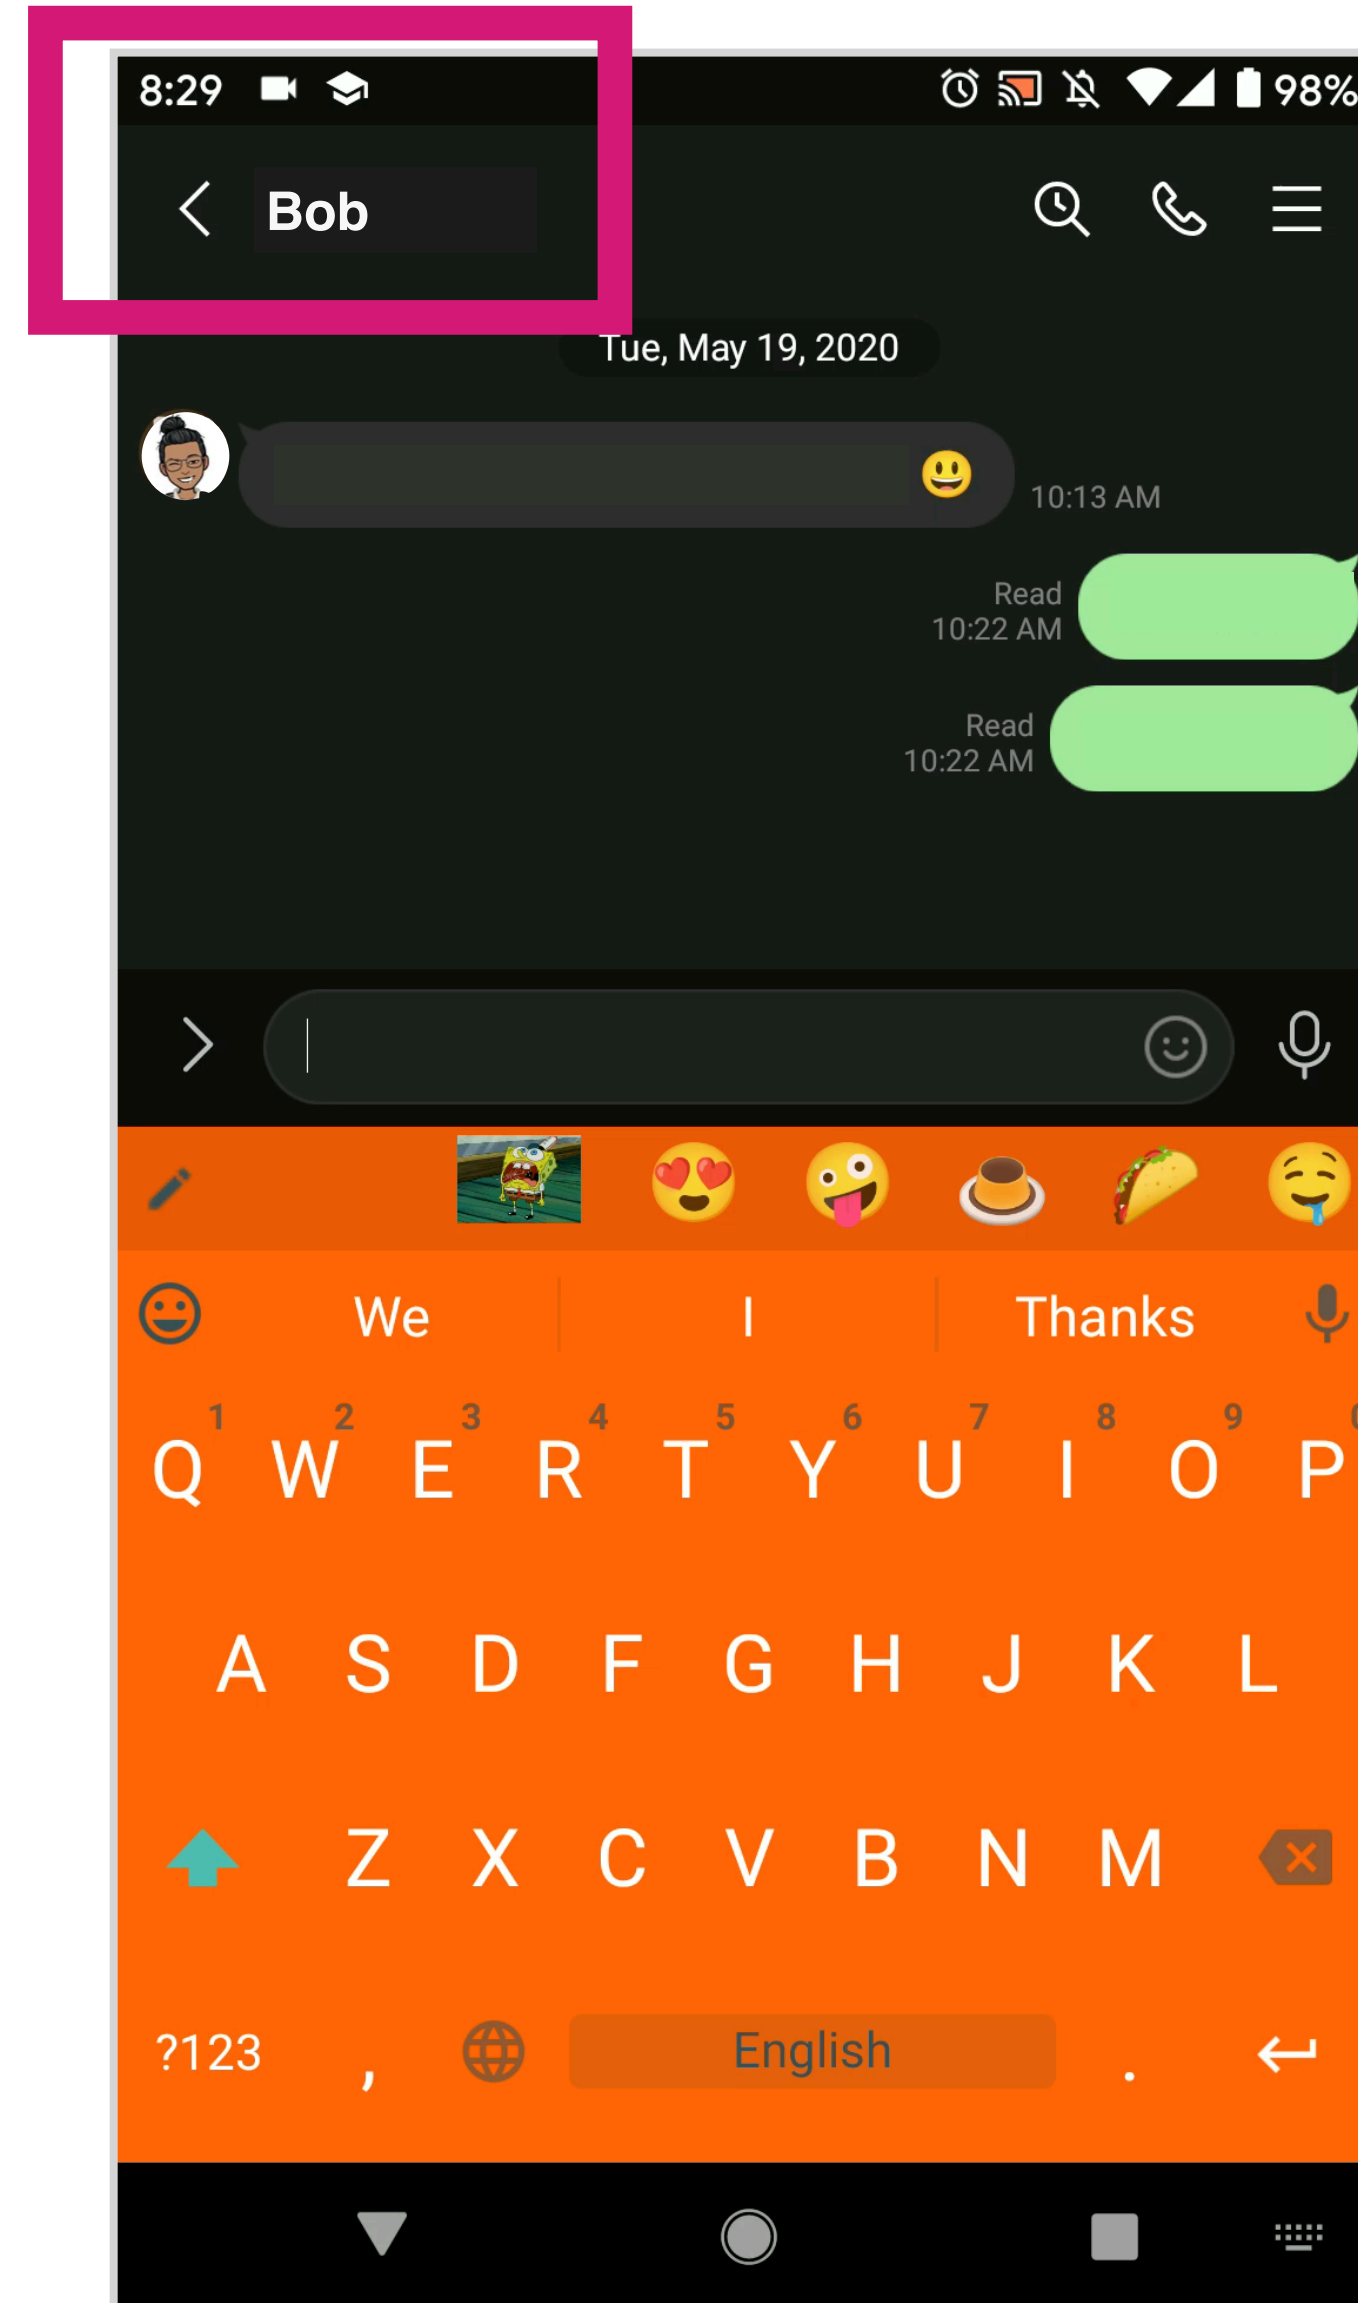 8:29 98%
Bob
Tue, May 19, 2020
10:13 AM
Read
10:22 AM
Read
10:22 AM
We I Thanks
1 2 3 4 5 6 7 8 9
Q W E R T Y U I O P
A S D F G H J K L
Z X C V B N M
?123 , English .